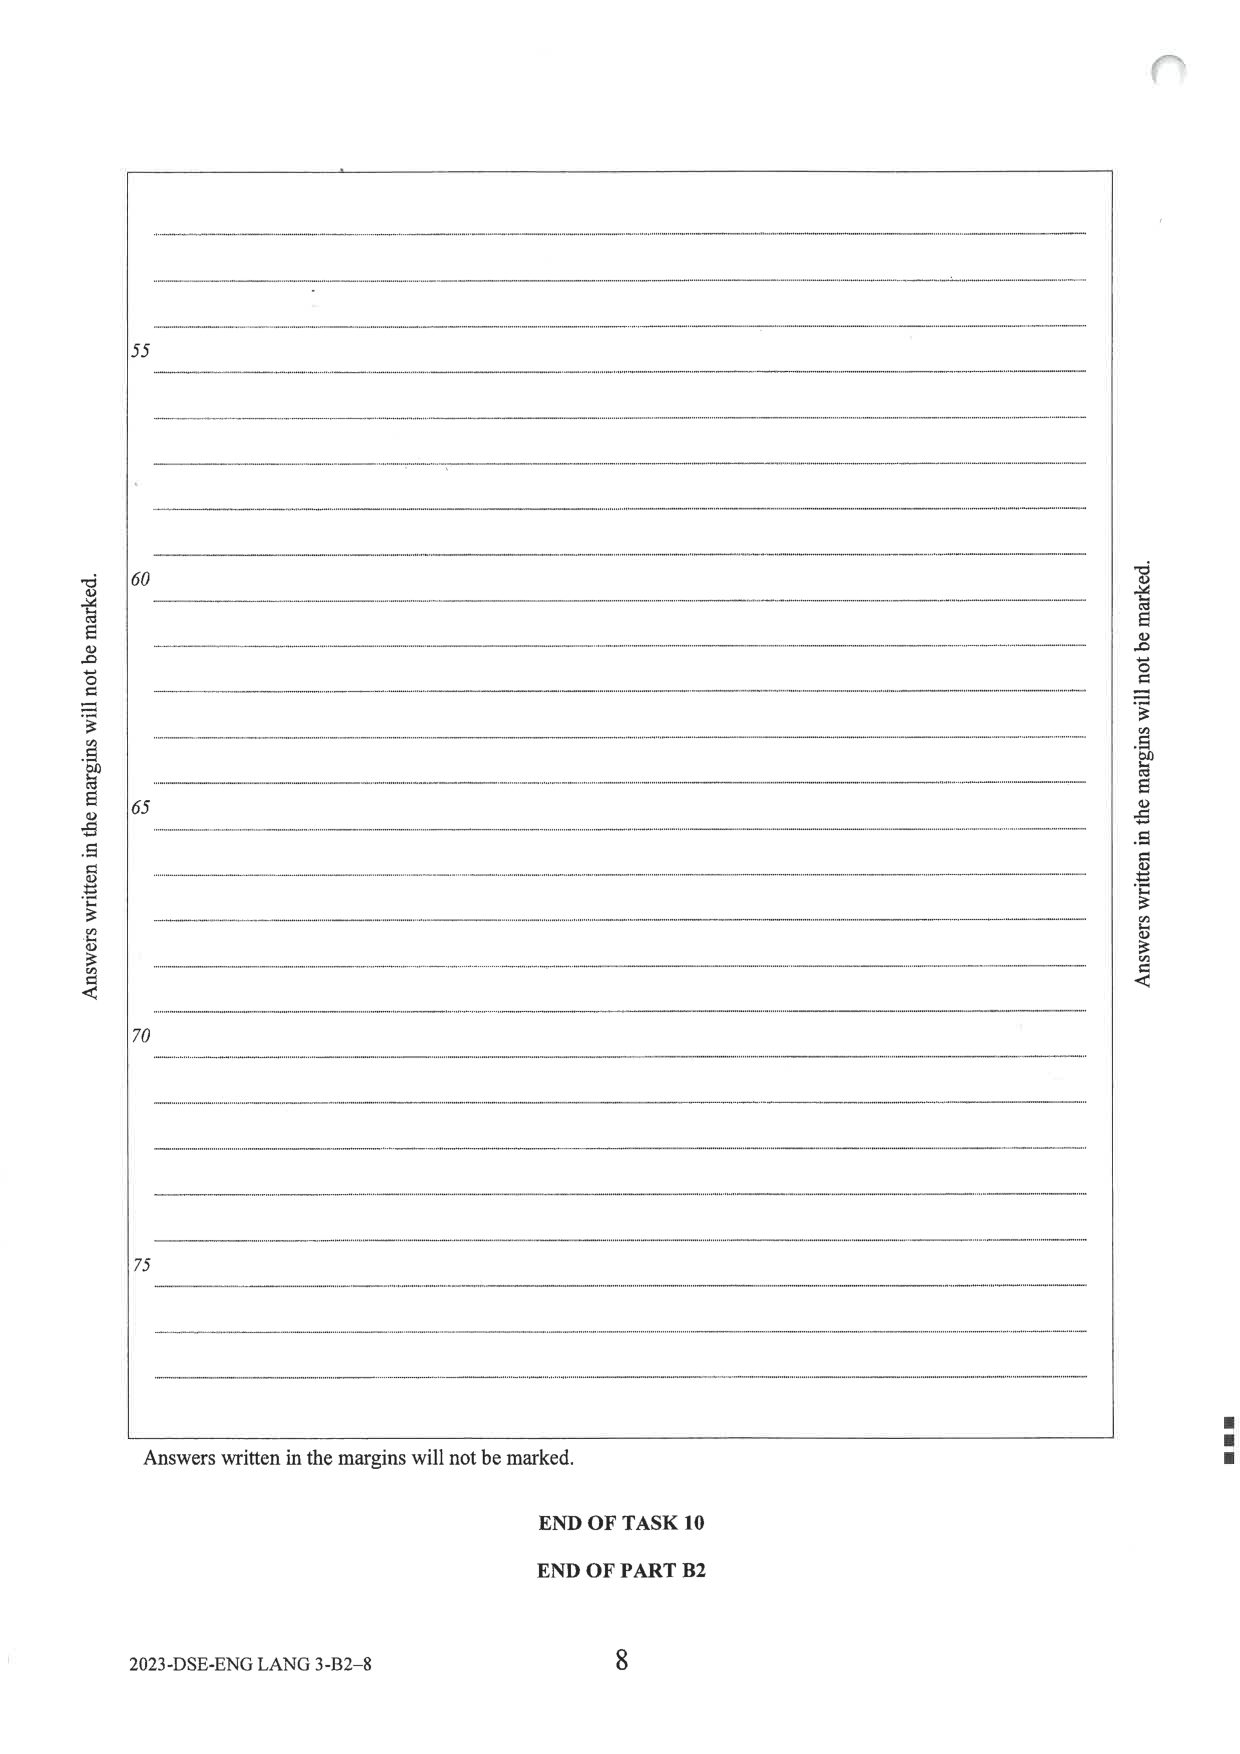 55
60
65
70
75
Answers written in the margins will not be marked.
Answers written in the margins will not be marked.
Answers written in the margins will not be marked.
END OF TASK 10
END OF PART B2
2023-DSE-ENG LANG 3-B2–8
8